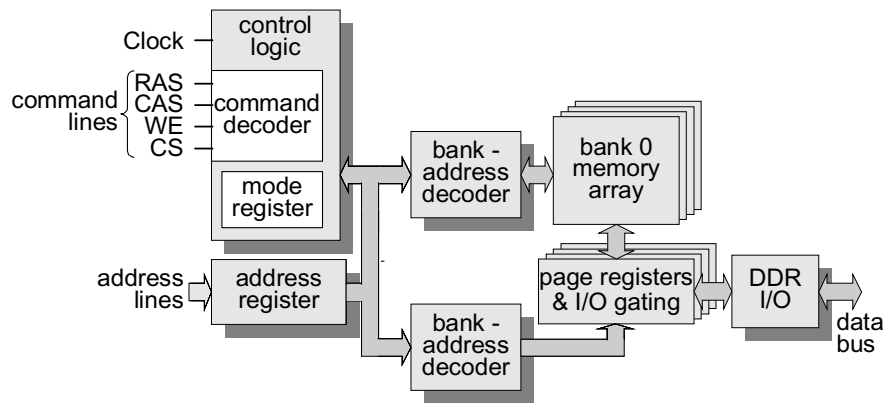 control
logic
Clock
RAS
CAS
WE
CS
command
lines
command
decoder
mode
register
bank -
address
decoder
bank 0
memory
array
address
lines
address
register
bank -
address
decoder
page registers
& I/O gating
DDR
I/O
data
bus